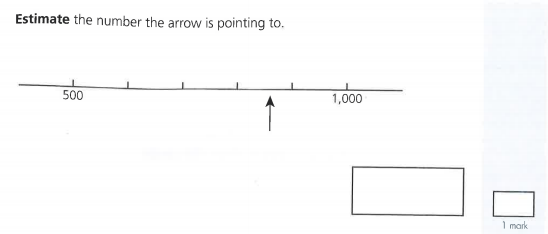 Estimate the number the arrow is pointing to.
500 1,000
1 mark